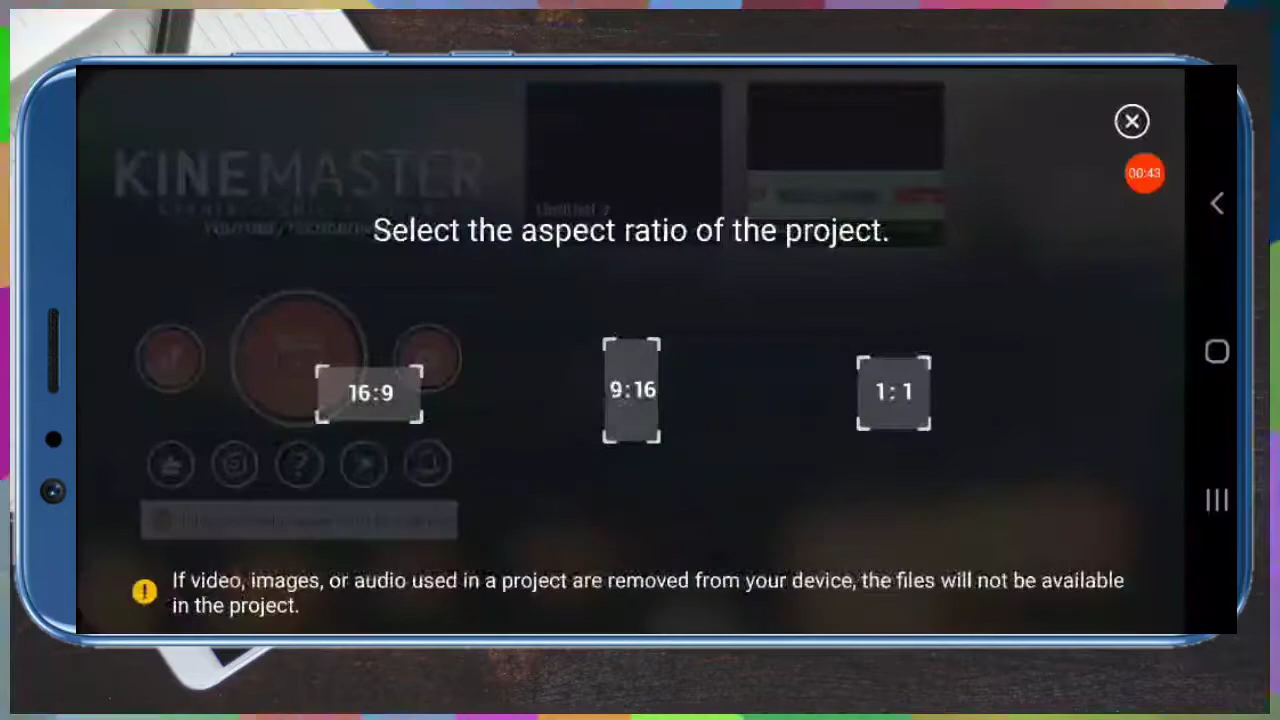 KINEMASTER
00:43
Untitled 2
Select the aspect ratio of the project.
16:9
9:16
1:1
If video, images, or audio used in a project are removed from your device, the files will not be available
in the project.